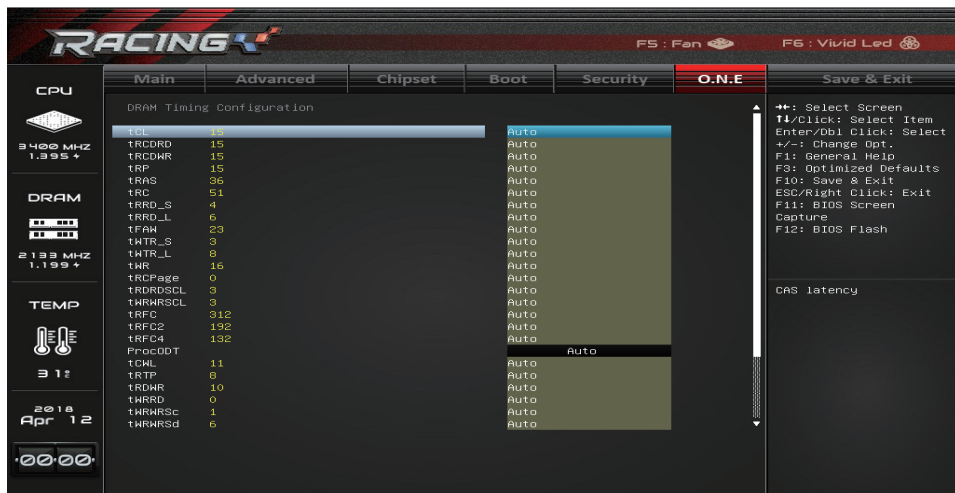 RACING
F5 : Fan
F6 : Vivid Led
Main Advanced Chipset Boot Security O.N.E Save & Exit
CPU
3400 MHZ
1.395
DRAM
2133 MHZ
1.199
TEMP
31
2018
Apr 12
00:00
DRAM Timing Configuration
tCL 15 Auto
tRCDRD 15 Auto
tRCDWR 15 Auto
tRP 15 Auto
tRAS 36 Auto
tRC 51 Auto
tRRD_S 4 Auto
tRRD_L 6 Auto
tFAW 23 Auto
tWTR_S 3 Auto
tWTR_L 8 Auto
tWR 16 Auto
tRCPage 0 Auto
tRDRDSCL 3 Auto
tWRWRSCL 3 Auto
tRFC 312 Auto
tRFC2 192 Auto
tRFC4 132 Auto
ProcODT Auto
tCWL 11 Auto
tRTP 8 Auto
tRDWR 10 Auto
tWRRD 0 Auto
tWRWRSc 1 Auto
tWRWRSd 6 Auto
→←: Select Screen
↑↓/Click: Select Item
Enter/Dbl Click: Select
+/-: Change Opt.
F1: General Help
F3: Optimized Defaults
F10: Save & Exit
ESC/Right Click: Exit
F11: BIOS Screen
Capture
F12: BIOS Flash
CAS latency